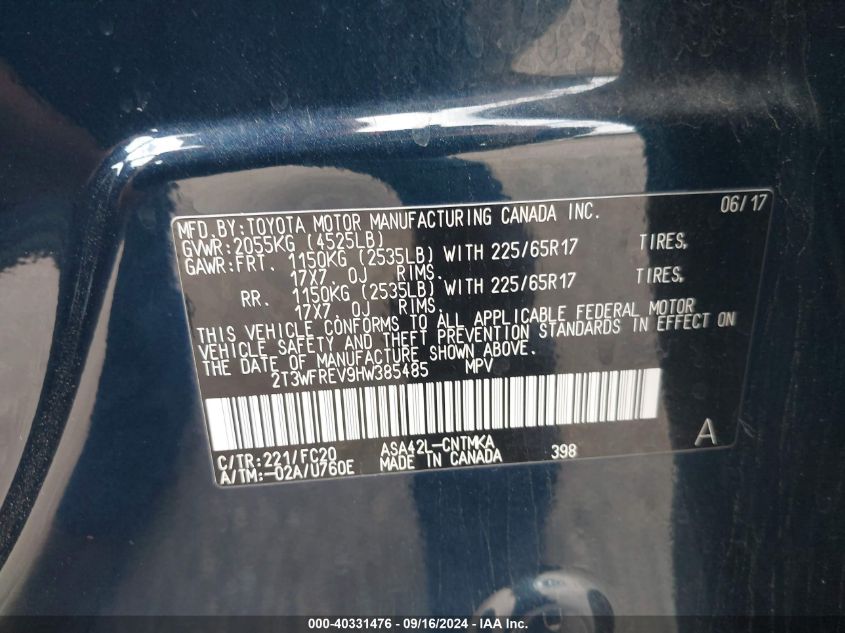 06/17
MFD. BY: TOYOTA MOTOR MANUFACTURING CANADA INC.
GVWR: 2055KG (4525LB)
GAWR: FRT. 1150KG (2535LB) WITH 225/65R17 TIRES,
17X7. 0J RIMS.
RR. 1150KG (2535LB) WITH 225/65R17 TIRES,
17X7. 0J RIMS.
THIS VEHICLE CONFORMS TO ALL APPLICABLE FEDERAL MOTOR
VEHICLE SAFETY AND THEFT PREVENTION STANDARDS IN EFFECT ON
THE DATE OF MANUFACTURE SHOWN ABOVE.
2T3WFREV9HW385485 MPV
A
C/TR: 221/FC20 ASA42L-CNTMKA 398
A/TM: -02A/U760E MADE IN CANADA
000-40331476 - 09/16/2024 - IAA Inc.